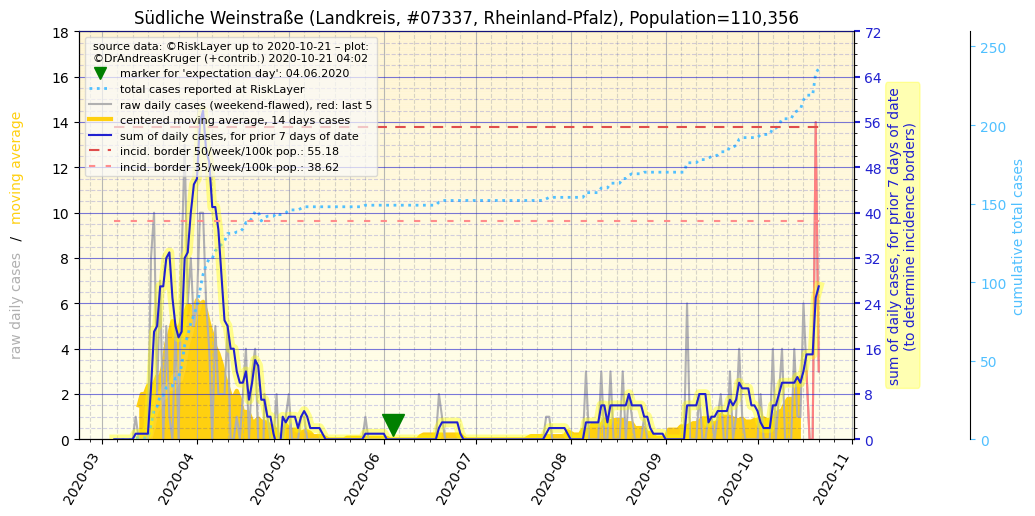 Südliche Weinstraße (Landkreis, #07337, Rheinland-Pfalz), Population=110,356
source data: ©RiskLayer up to 2020-10-21 – plot:
©DrAndreasKruger (+contrib.) 2020-10-21 04:02
marker for 'expectation day': 04.06.2020
total cases reported at RiskLayer
raw daily cases (weekend-flawed), red: last 5
centered moving average, 14 days cases
sum of daily cases, for prior 7 days of date
incid. border 50/week/100k pop.: 55.18
incid. border 35/week/100k pop.: 38.62
raw daily cases / moving average
18
16
14
12
10
8
6
4
2
0
2020-03
2020-04
2020-05
2020-06
2020-07
2020-08
2020-09
2020-10
2020-11
72
64
56
48
40
32
24
16
8
0
sum of daily cases, for prior 7 days of date
(to determine incidence borders)
250
200
150
100
50
0
cumulative total cases